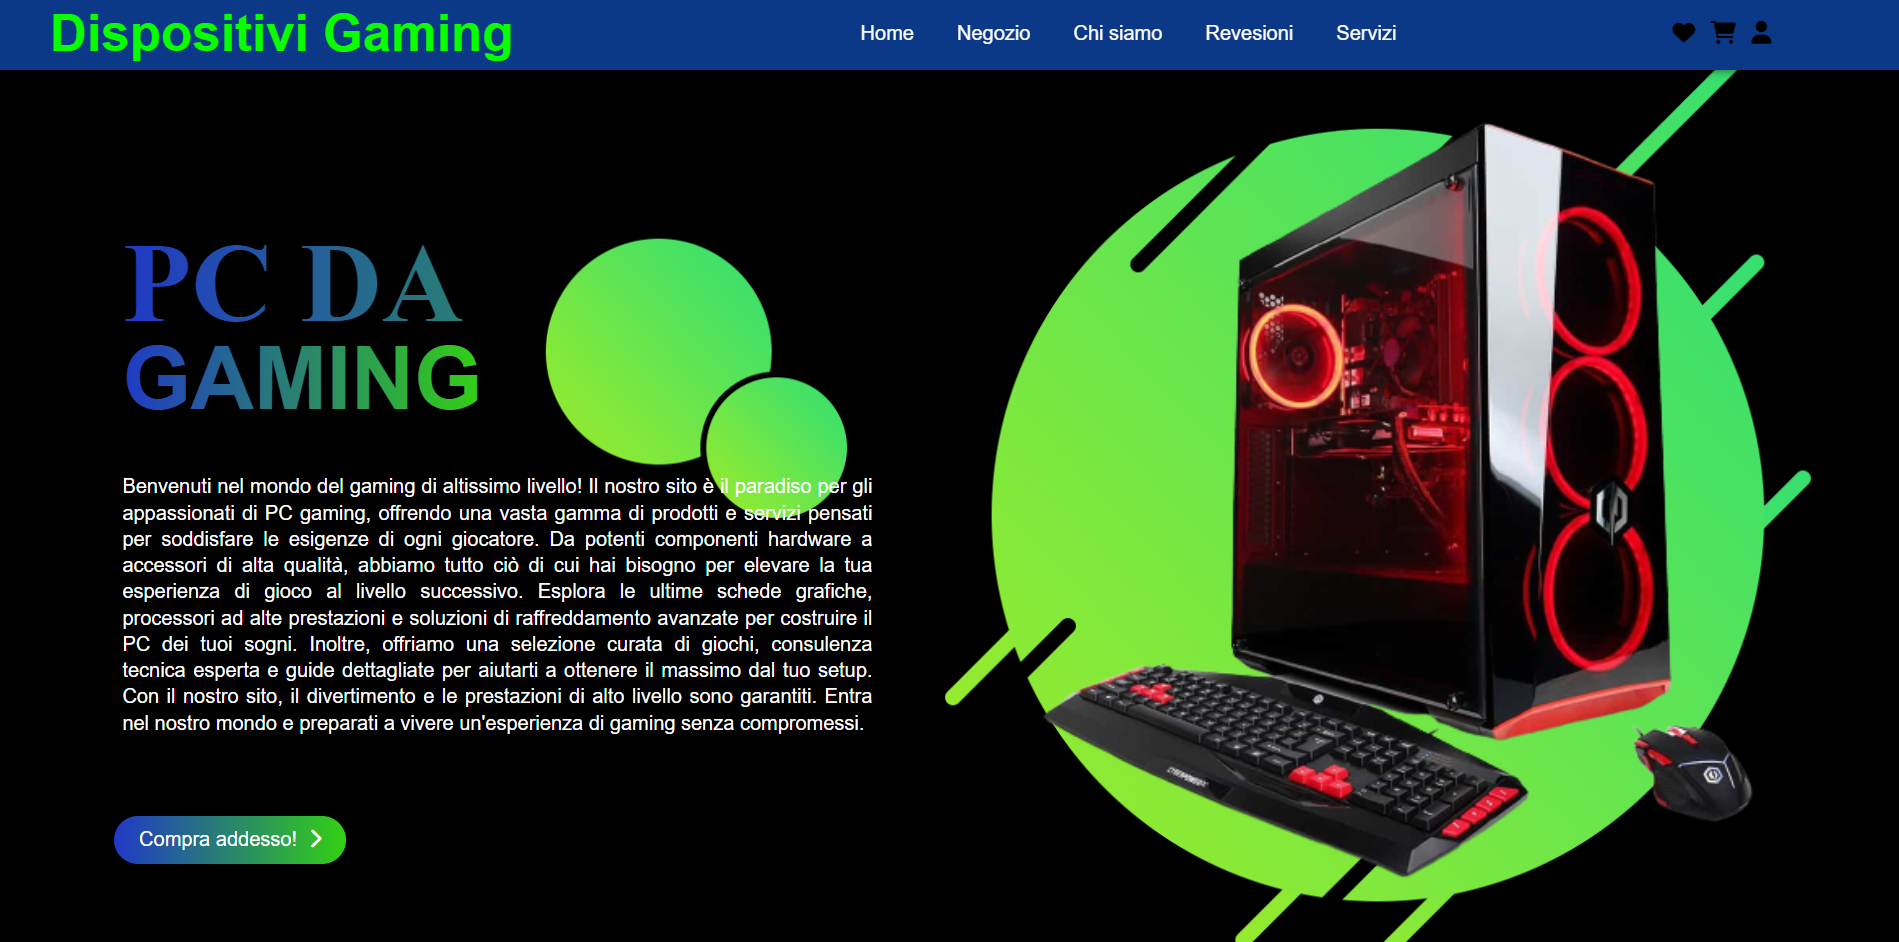 Dispositivi Gaming
Home Negozio Chi siamo Revesioni Servizi
PC DA
GAMING
Benvenuti nel mondo del gaming di altissimo livello! Il nostro sito è il paradiso per gli
appassionati di PC gaming, offrendo una vasta gamma di prodotti e servizi pensati
per soddisfare le esigenze di ogni giocatore. Da potenti componenti hardware a
accessori di alta qualità, abbiamo tutto ciò di cui hai bisogno per elevare la tua
esperienza di gioco al livello successivo. Esplora le ultime schede grafiche,
processori ad alte prestazioni e soluzioni di raffreddamento avanzate per costruire il
PC dei tuoi sogni. Inoltre, offriamo una selezione curata di giochi, consulenza
tecnica esperta e guide dettagliate per aiutarti a ottenere il massimo dal tuo setup.
Con il nostro sito, il divertimento e le prestazioni di alto livello sono garantiti. Entra
nel nostro mondo e preparati a vivere un'esperienza di gaming senza compromessi.
Compra addesso!
CYBERPOWERPC